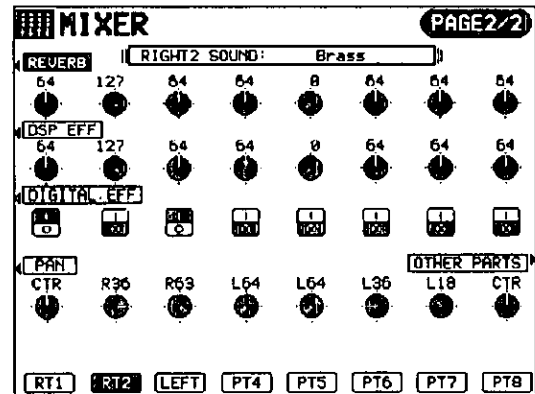 MIXER
PAGE2/2
RIGHT2 SOUND: Brass
REVERB
64 127 64 64 0 64 64 64
DSP EFF
64 127 64 64 0 64 64 64
DIGITAL EFF
PAN
OTHER PARTS
CTR R36 R63 L64 L64 L36 L18 CTR
RT1 RT2 LEFT PT4 PT5 PT6 PT7 PT8